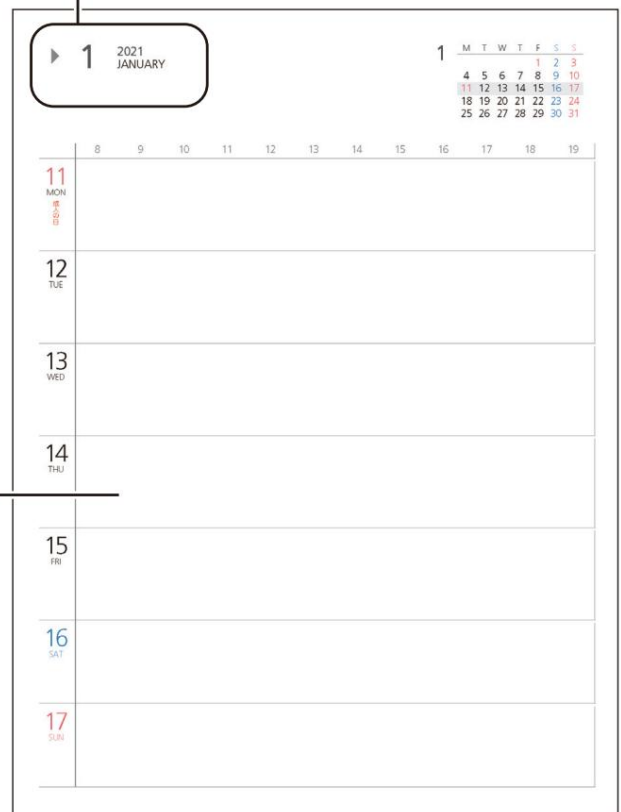 1 2021
JANUARY
1 M T W T F S S
1 2 3
4 5 6 7 8 9 10
11 12 13 14 15 16 17
18 19 20 21 22 23 24
25 26 27 28 29 30 31
8 9 10 11 12 13 14 15 16 17 18 19
11
MON
成人の日
12
TUE
13
WED
14
THU
15
FRI
16
SAT
17
SUN